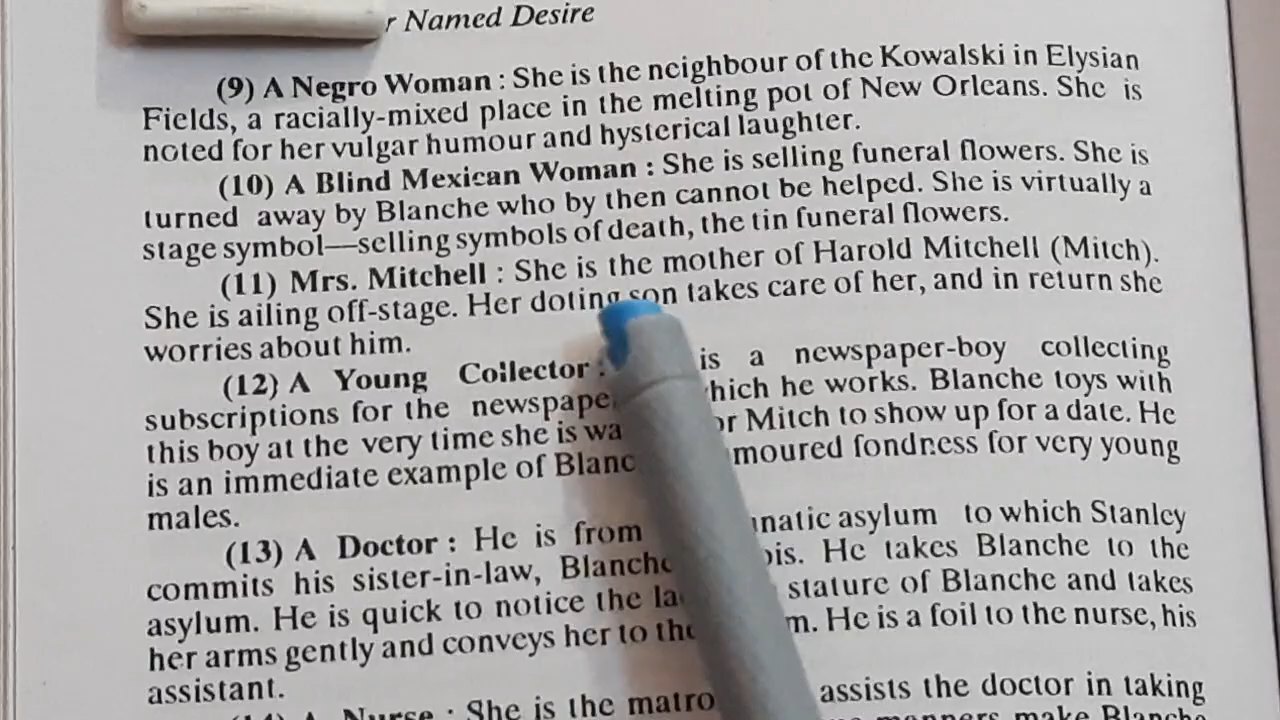 r Named Desire
(9) A Negro Woman : She is the neighbour of the Kowalski in Elysian
Fields, a racially-mixed place in the melting pot of New Orleans. She is
noted for her vulgar humour and hysterical laughter.
(10) A Blind Mexican Woman : She is selling funeral flowers. She is
turned away by Blanche who by then cannot be helped. She is virtually a
stage symbol—selling symbols of death, the tin funeral flowers.
(11) Mrs. Mitchell : She is the mother of Harold Mitchell (Mitch).
She is ailing off-stage. Her doting son takes care of her, and in return she
worries about him.
(12) A Young Collector : is a newspaper-boy collecting
subscriptions for the newspape hich he works. Blanche toys with
this boy at the very time she is wa or Mitch to show up for a date. He
is an immediate example of Blanc moured fondness for very young
males.
(13) A Doctor : He is from natic asylum to which Stanley
commits his sister-in-law, Blanche ois. He takes Blanche to the
asylum. He is quick to notice the la stature of Blanche and takes
her arms gently and conveys her to the m. He is a foil to the nurse, his
assistant.
(14) A Nurse : She is the matro assists the doctor in taking
manners make Blanche